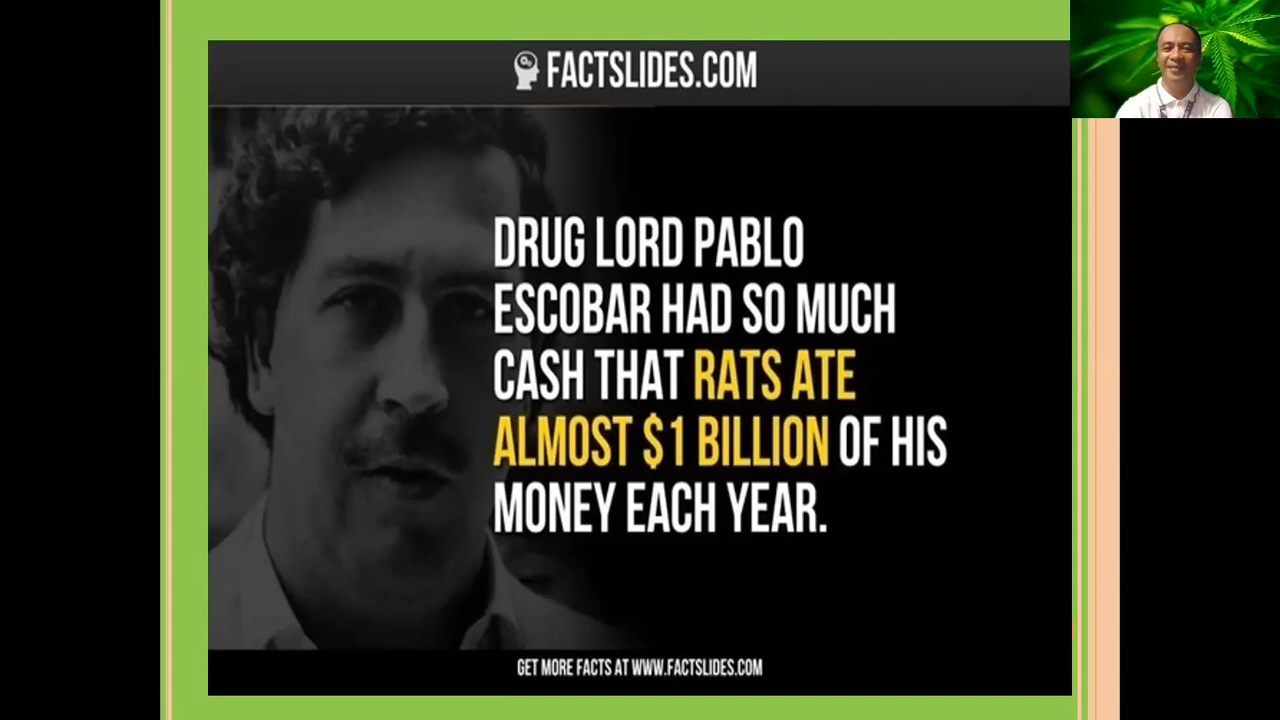 FACTSLIDES.COM
DRUG LORD PABLO
ESCOBAR HAD SO MUCH
CASH THAT RATS ATE
ALMOST $1 BILLION OF HIS
MONEY EACH YEAR.
GET MORE FACTS AT WWW.FACTSLIDES.COM